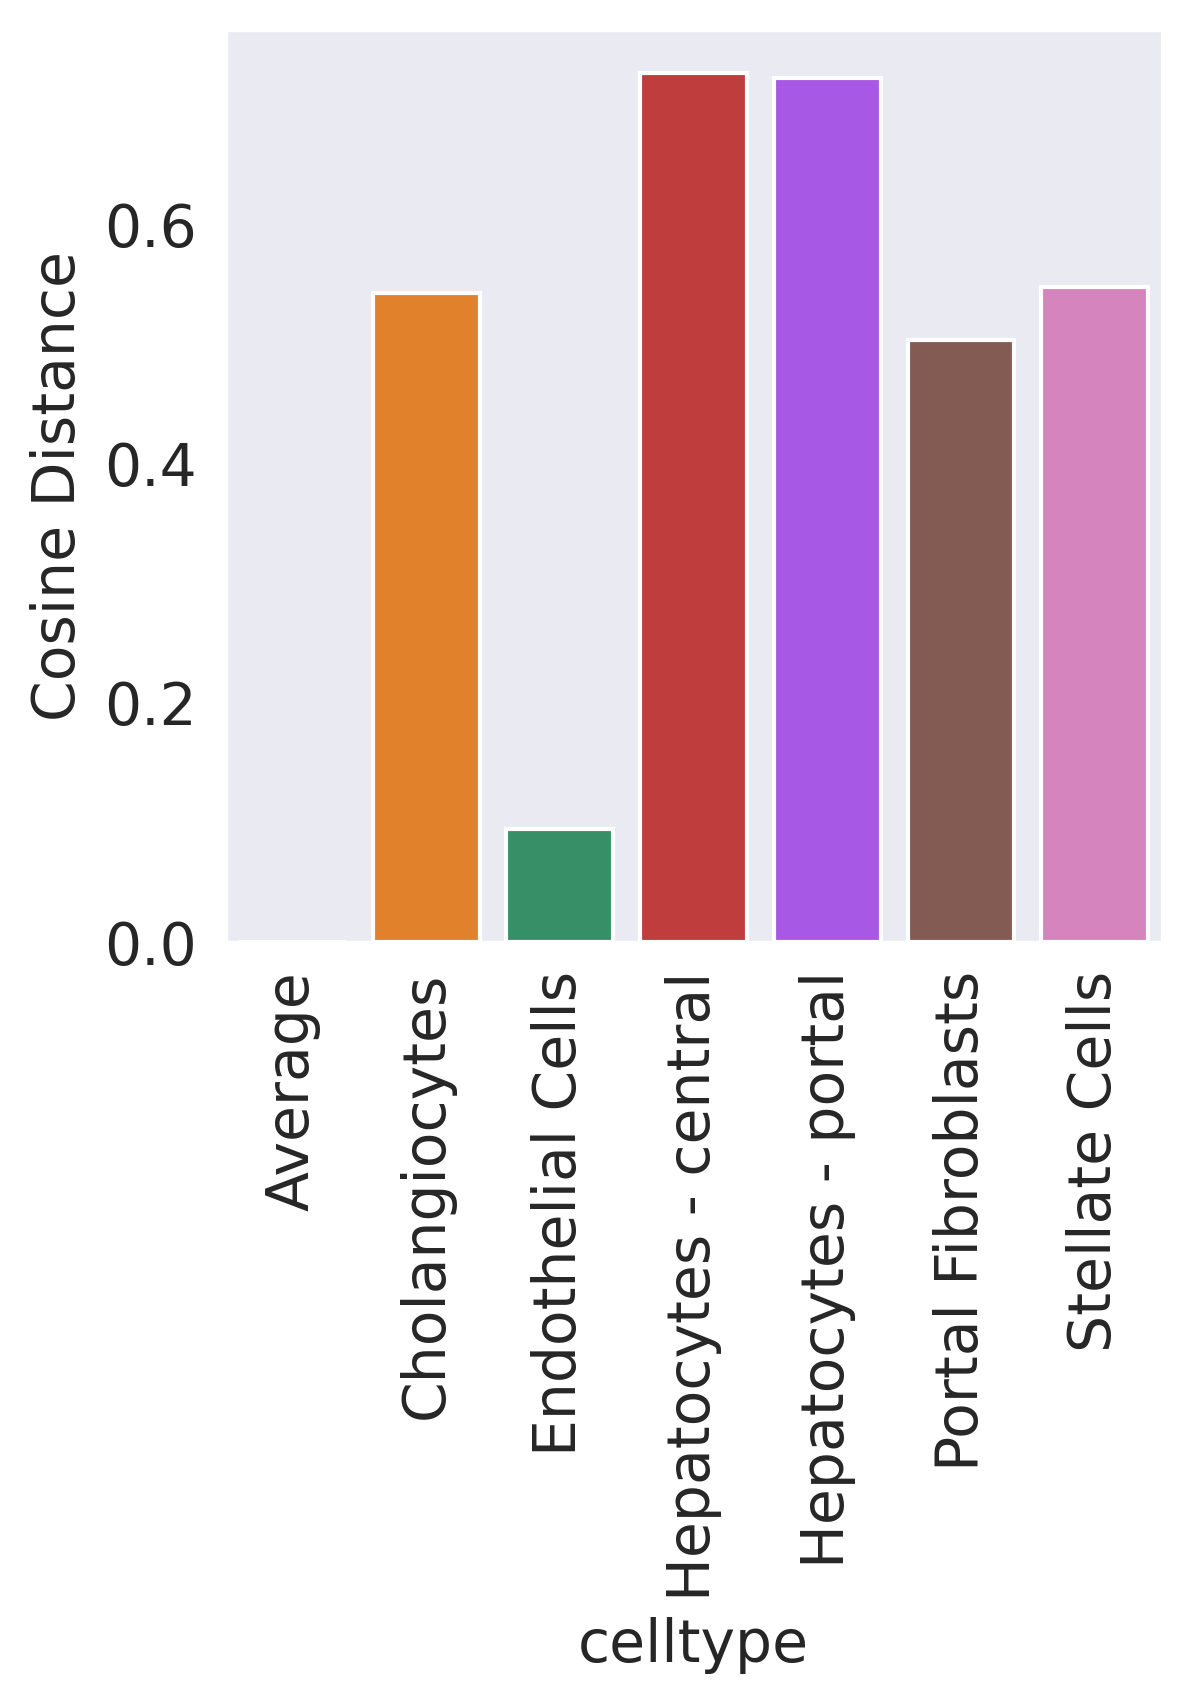 Cosine Distance
0.6
0.4
0.2
0.0
Average
Cholangiocytes
Endothelial Cells
Hepatocytes - central
Hepatocytes - portal
Portal Fibroblasts
Stellate Cells
celltype